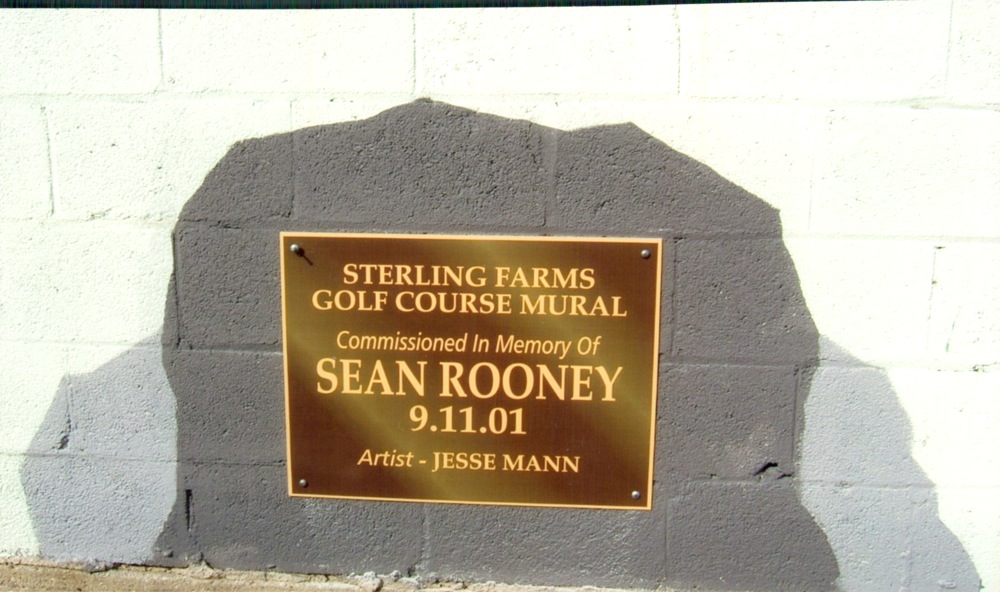 STERLING FARMS
GOLF COURSE MURAL
Commissioned In Memory Of
SEAN ROONEY
9.11.01
Artist - JESSE MANN